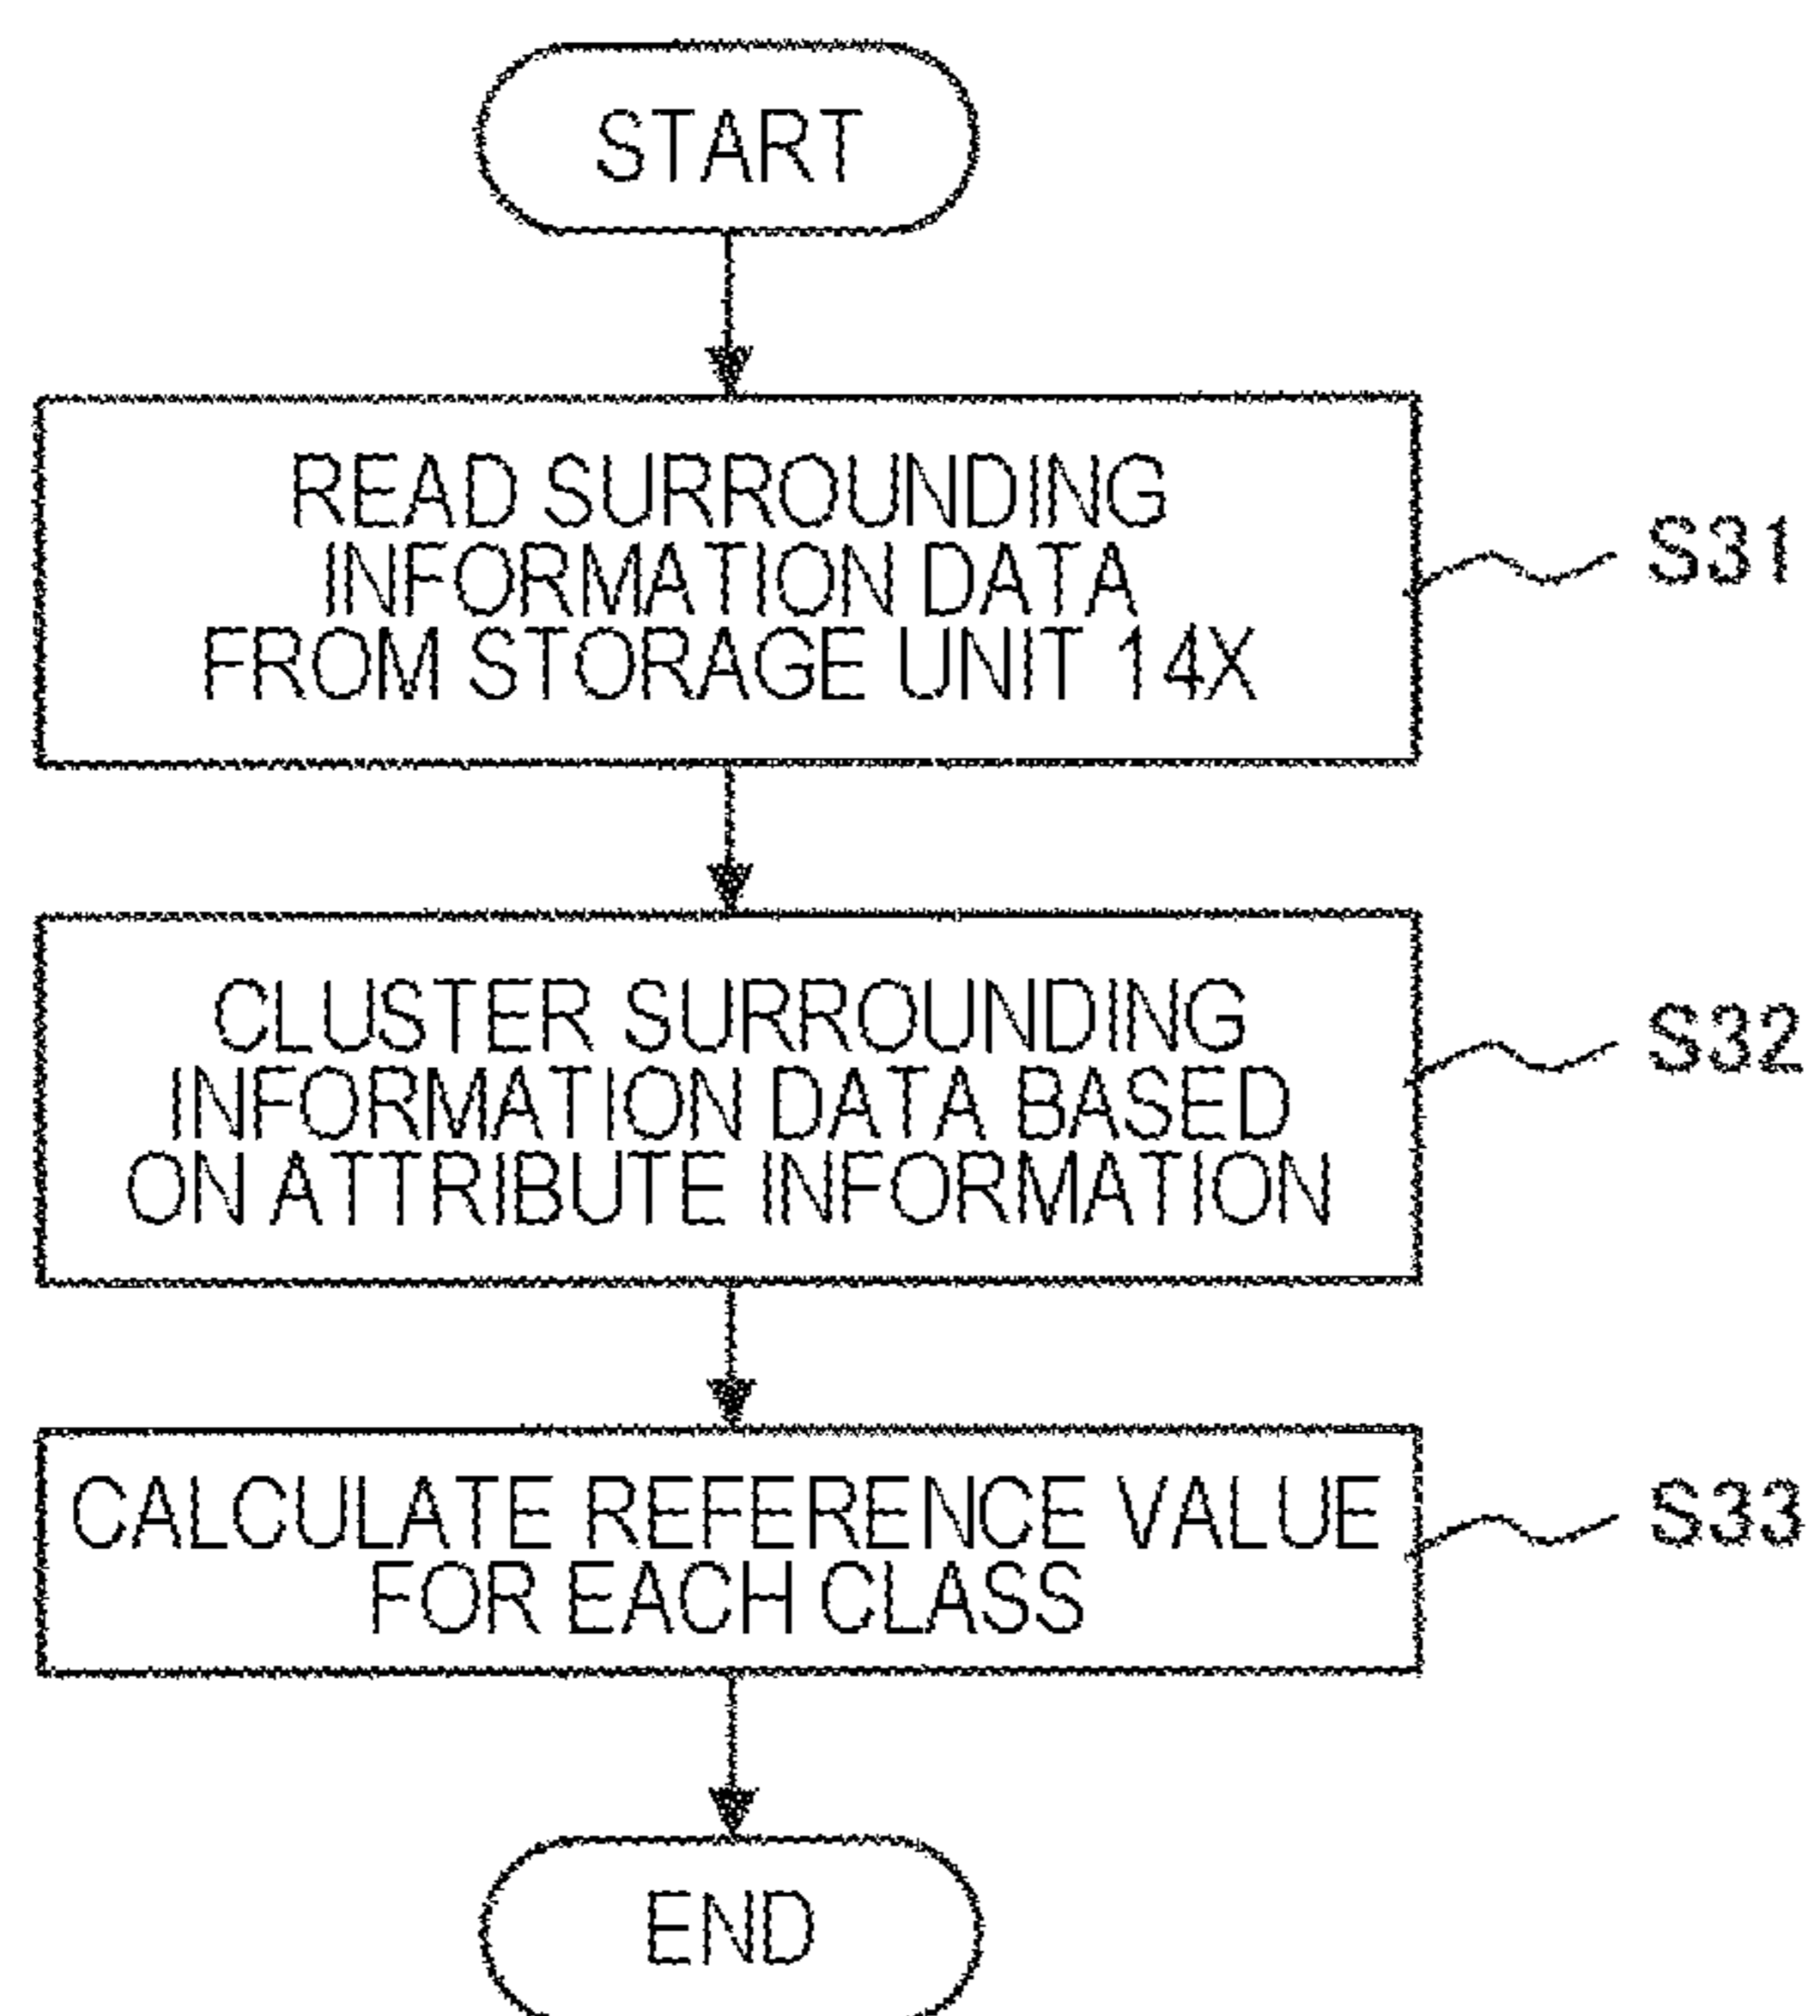 START
READ SURROUNDING
INFORMATION DATA
FROM STORAGE UNIT 14X
S31
CLUSTER SURROUNDING
INFORMATION DATA BASED
ON ATTRIBUTE INFORMATION
S32
CALCULATE REFERENCE VALUE
FOR EACH CLASS
S33
END